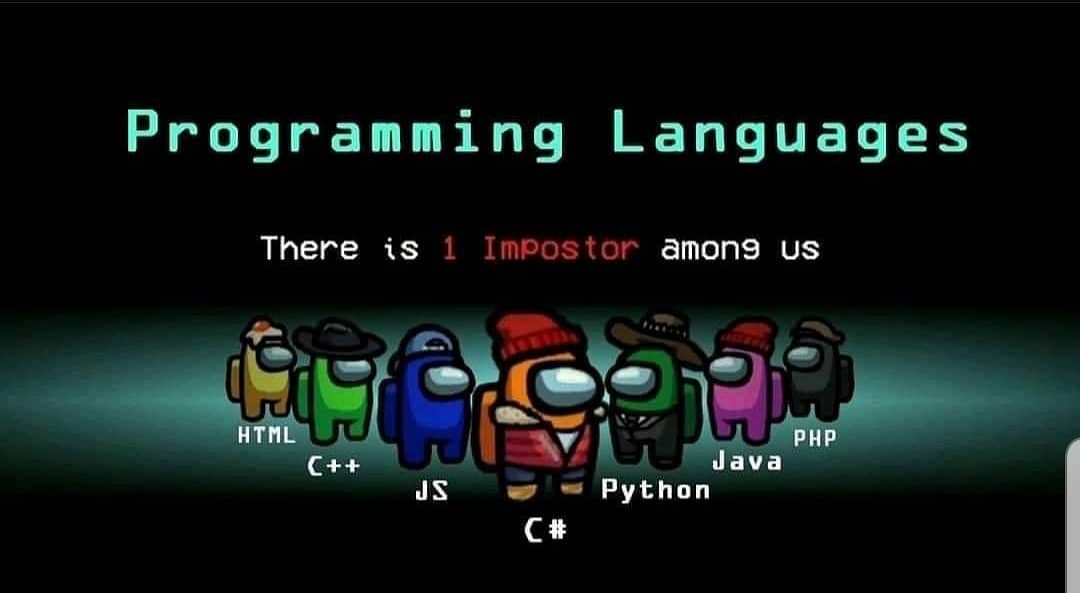 Programming Languages
There is 1 Impostor among us
HTML
C++
JS
C#
Python
Java
PHP